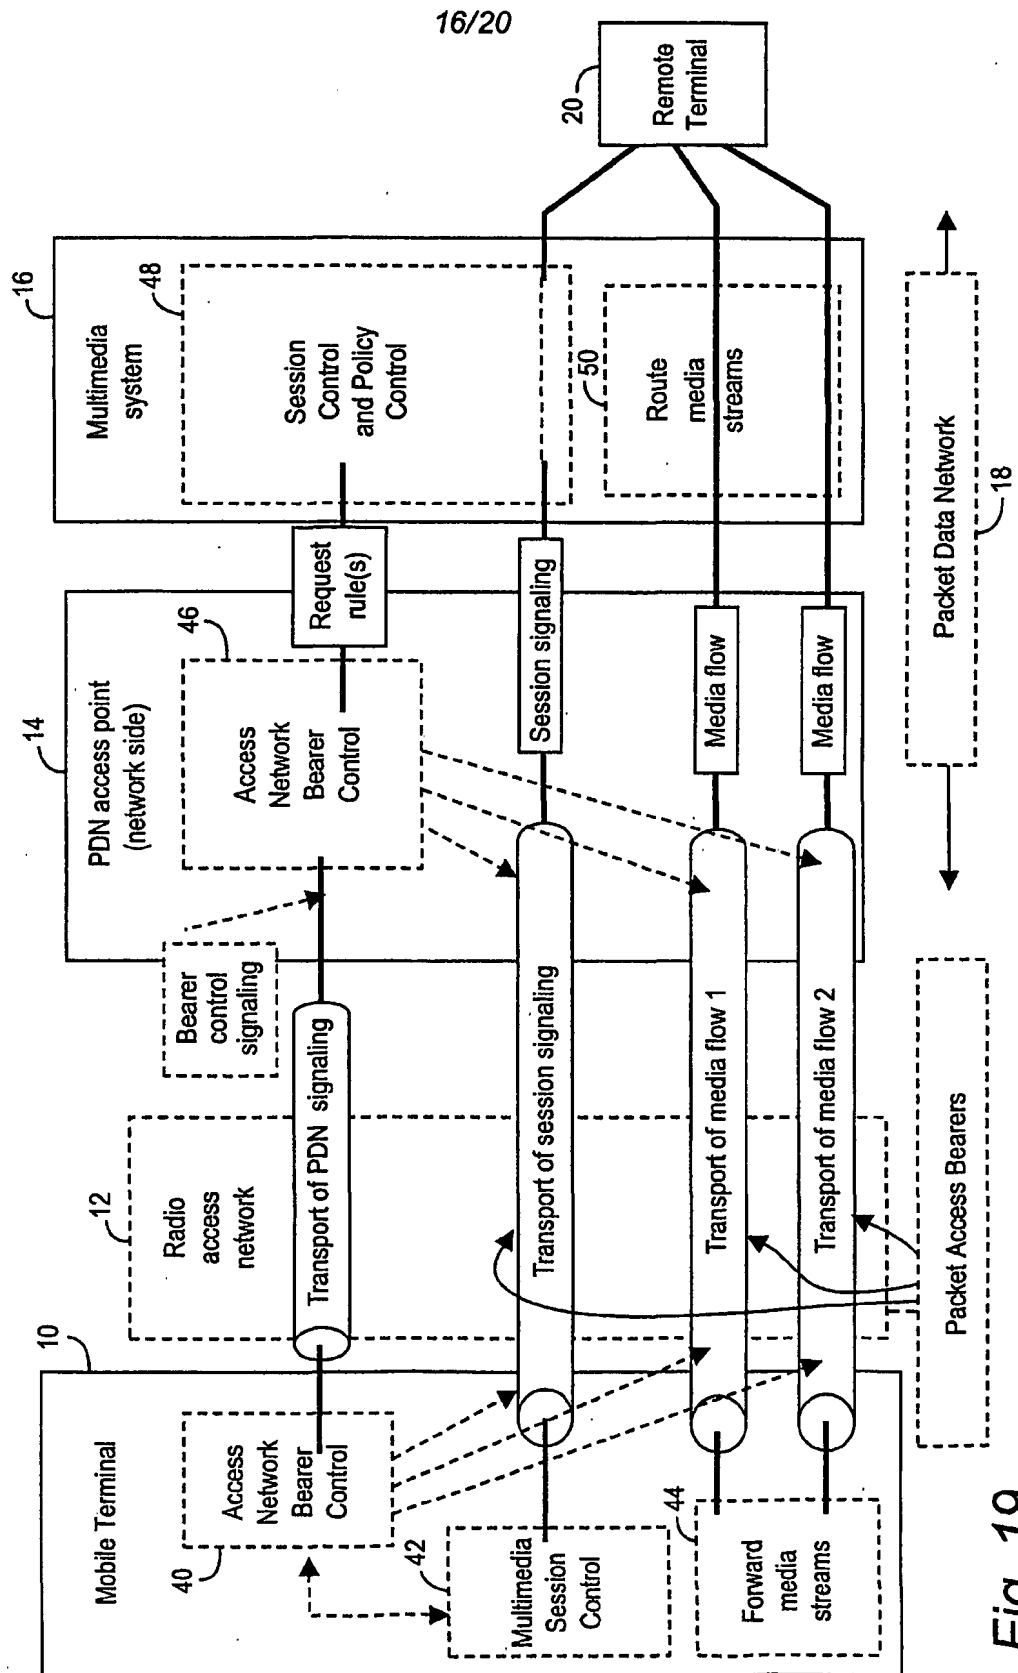 16/20
10
Mobile Terminal
Access
Network
Bearer
Control
40
42
Multimedia
Session
Control
44
Forward
media
streams
12
Radio
access
network
Transport of PDN signaling
Transport of session signaling
Transport of media flow 1
Transport of media flow 2
Packet Access Bearers
14
PDN access point
(network side)
Bearer
control
signaling
46
Access
Network
Bearer
Control
Request
rule(s)
Session signaling
Media flow
Media flow
16
Multimedia
system
48
Session
Control
and Policy
Control
50
Route
media
streams
20
Remote
Terminal
Packet Data Network
18
Fig. 19